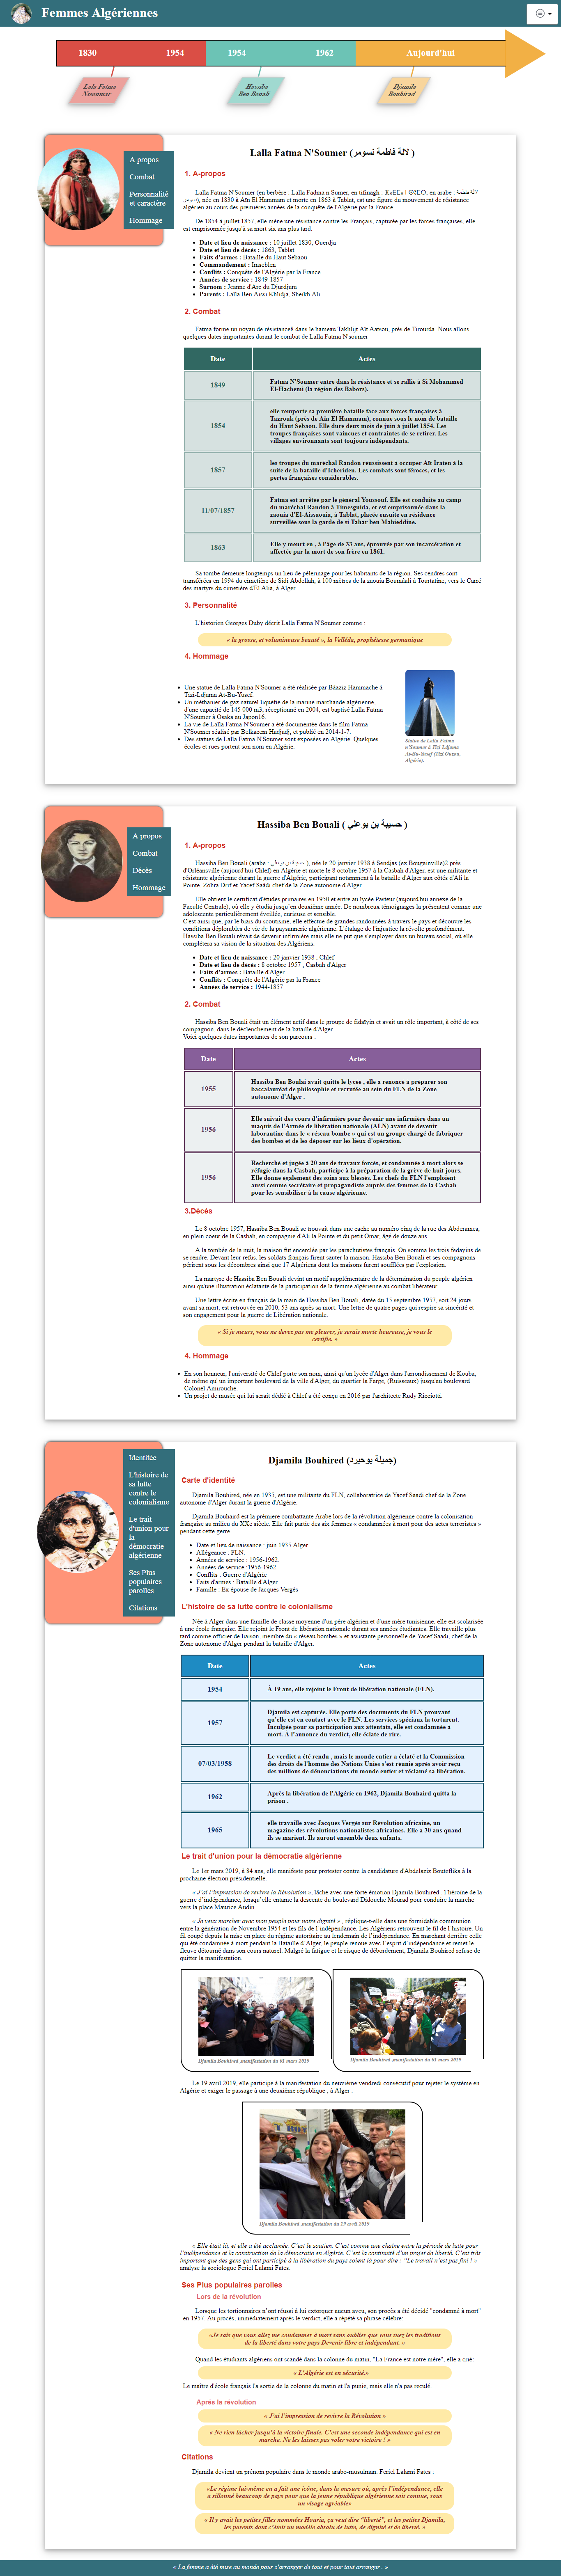 Femmes Algériennes
1830 1954 1954 1962 Aujourd'hui
Lala Fatma
Nssoumar
Hassiba
Ben Bouali
Djamila
Bouhirad
A propos
Combat
Personnalité
et caractère
Hommage
Lalla Fatma N'Soumer (لالة فاطمة نسومر )
1. A-propos
De 1854 à juillet 1857, elle mène une résistance contre les Français, capturée par les forces françaises, elle
est emprisonnée jusqu'à sa mort six ans plus tard.
Date et lieu de naissance : 10 juillet 1830, Ouerdja
Date et lieu de décès : 1863, Tablat
Faits d'armes : Bataille du Haut Sebaou
Commandement : Imseblen
Conflits : Conquête de l'Algérie par la France
Années de service : 1849-1857
Surnom : Jeanne d'Arc du Djurdjura
Parents : Lalla Ben Aissi Khlidja, Sheikh Ali
2. Combat
Fatma forme un noyau de résistance8 dans le hameau Takhlijt Aït Aatsou, près de Tirourda. Nous allons
quelques dates importantes durant le combat de Lalla Fatma N'soumer
Date Actes
1849 Fatma N'Soumer entre dans la résistance et se rallie à Si Mohammed
El-Hachemi (la région des Babors).
1854 elle remporte sa première bataille face aux forces françaises à
Tazrouk (près de Aïn El Hammam), connue sous le nom de bataille
du Haut Sebaou. Elle dure deux mois de juin à juillet 1854. Les
troupes françaises sont vaincues et contraintes de se retirer. Les
villages environnants sont toujours indépendants.
1857 les troupes du maréchal Randon réussissent à occuper Aït Iraten à la
suite de la bataille d'Icheriden. Les combats sont féroces, et les
pertes françaises considérables.
11/07/1857 Fatma est arrêtée par le général Youssouf. Elle est conduite au camp
du maréchal Randon à Timesguida, et est emprisonnée dans la
zaouia d'El-Aissaouia, à Tablat, placée ensuite en résidence
surveillée sous la garde de si Tahar ben Mahieddine.
1863 Elle y meurt en , à l'âge de 33 ans, éprouvée par son incarcération et
affectée par la mort de son frère en 1861.
Sa tombe demeure longtemps un lieu de pèlerinage pour les habitants de la région. Ses cendres sont
transférées en 1994 du cimetière de Sidi Abdellah, à 100 mètres de la zaouia Boumâali à Tourtatine, vers le Carré
des martyrs du cimetière d'El Alia, à Alger.
3. Personnalité
L'historien Georges Duby décrit Lalla Fatma N'Soumer comme :
« la grosse, et volumineuse beauté », la Velléda, prophétesse germanique
4. Hommage
Une statue de Lalla Fatma N'Soumer a été réalisée par Bâaziz Hammache à
Tizi-Ldjama At-Bu-Yusef.
Un méthanier de gaz naturel liquéfié de la marine marchande algérienne,
d'une capacité de 145 000 m3, réceptionné en 2004, est baptisé Lalla Fatma
N'Soumer à Osaka au Japon16.
La vie de Lalla Fatma N'Soumer a été documentée dans le film Fatma
N'Soumer réalisé par Belkacem Hadjadj, et publié en 2014-1-7.
Des statues de Lalla Fatma N'Soumer sont exposées en Algérie. Quelques
écoles et rues portent son nom en Algérie.
Statue de Lalla Fatma
n'Soumer à Tizi-Ldjama
At-Bu-Yusef (Tizi Ouzou,
Algérie).
A propos
Combat
Décès
Hommage
Hassiba Ben Bouali ( حسيبة بن بوعلي )
1. A-propos
Hassiba Ben Bouali (arabe : حسيبة بن بوعلي ), née le 20 janvier 1938 à Sendjas (ex.Bougainville)2 près
d'Orléansville (aujourd'hui Chlef) en Algérie et morte le 8 octobre 1957 à la Casbah d'Alger, est une militante et
résistante algérienne durant la guerre d'Algérie, participant notamment à la bataille d'Alger aux côtés d'Ali la
Pointe, Zohra Drif et Yacef Saâdi chef de la Zone autonome d'Alger
Elle obtient le certificat d'études primaires en 1950 et entre au lycée Pasteur (aujourd'hui annexe de la
Faculté Centrale), où elle y étudia jusqu'en deuxième année. De nombreux témoignages la présentent comme une
adolescente particulièrement éveillée, curieuse et sensible.
C'est ainsi que, par le biais du scoutisme, elle effectue de grandes randonnées à travers le pays et découvre les
conditions déplorables de vie de la paysannerie algérienne. L'étalage de l'injustice la révolte profondément.
Hassiba Ben Bouali rêvait de devenir infirmière mais elle ne put que s'employer dans un bureau social, où elle
complétera sa vision de la situation des Algériens.
Date et lieu de naissance : 20 janvier 1938 , Chlef
Date et lieu de décès : 8 octobre 1957 , Casbah d'Alger
Faits d'armes : Bataille d'Alger
Conflits : Conquête de l'Algérie par la France
Années de service : 1944-1857
2. Combat
Hassiba Ben Bouali était un élément actif dans le groupe de fidaïyin et avait un rôle important, à côté de ses
compagnon, dans le déclenchement de la bataille d'Alger.
Voici quelques dates importantes de son parcours :
Date Actes
1955 Hassiba Ben Boulai avait quitté le lycée , elle a renoncé à préparer son
baccalauréat de philosophie et recrutée au sein du FLN de la Zone
autonome d'Alger .
1956 Elle suivait des cours d'infirmière pour devenir une infirmière dans un
maquis de l'Armée de libération nationale (ALN) avant de devenir
laborantine dans le « réseau bombe » qui est un groupe chargé de fabriquer
des bombes et de les déposer sur les lieux d'opération.
1956 Recherché et jugée à 20 ans de travaux forcés, et condamnée à mort alors se
réfugie dans la Casbah, participe à la préparation de la grève de huit jours.
Elle donne également des soins aux blessés. Les chefs du FLN l'emploient
aussi comme secrétaire et propagandiste auprès des femmes de la Casbah
pour les sensibiliser à la cause algérienne.
3.Décès
Le 8 octobre 1957, Hassiba Ben Bouali se trouvait dans une cache au numéro cinq de la rue des Abderames,
en plein coeur de la Casbah, en compagnie d'Ali la Pointe et du petit Omar, âgé de douze ans.
A la tombée de la nuit, la maison fut encerclée par les parachutistes français. On somma les trois fedayins de
se rendre. Devant leur refus, les soldats français firent sauter la maison. Hassiba Ben Bouali et ses compagnons
périrent sous les décombres ainsi que 17 Algériens dont les maisons furent soufflées par l'explosion.
La martyre de Hassiba Ben Bouali devint un motif supplémentaire de la détermination du peuple algérien
ainsi qu'une illustration éclatante de la participation de la femme algérienne au combat libérateur.
Une lettre écrite en français de la main de Hassiba Ben Bouali, datée du 15 septembre 1957, soit 24 jours
avant sa mort, est retrouvée en 2010, 53 ans après sa mort. Une lettre de quatre pages qui respire sa sincérité et
son engagement pour la guerre de Libération nationale.
« Si je meurs, vous ne devez pas me pleurer, je serais morte heureuse, je vous le
certifie. »
4. Hommage
En son honneur, l'université de Chlef porte son nom, ainsi qu'un lycée d'Alger dans l'arrondissement de Kouba,
de même qu' un important boulevard de la ville d'Alger, du quartier la Farge, (Ruisseaux) jusqu'au boulevard
Colonel Amirouche.
Un projet de musée qui lui serait dédié à Chlef a été conçu en 2016 par l'architecte Rudy Ricciotti.
Identitée
L'histoire de
sa lutte
contre le
colonialisme
Le trait
d'union pour
la
démocratie
algérienne
Ses Plus
populaires
paroles
Citations
Djamila Bouhired (جميلة بوحيرد)
Carte d'identité
Djamila Bouhired, née en 1935, est une militante du FLN, collaboratrice de Yacef Saadi chef de la Zone
autonome d'Alger durant la guerre d'Algérie.
Djamila Bouhaird est la première combattante Arabe lors de la révolution algérienne contre la colonisation
française au milieu du XXe siècle. Elle fait partie des six femmes « condamnées à mort pour des actes terroristes »
pendant cette gerre .
Date et lieu de naissance : juin 1935 Alger.
Allégeance : FLN.
Années de service : 1956-1962.
Années de service :1956-1962.
Conflits : Guerre d'Algérie
Faits d'armes : Bataille d'Alger
Famille : Ex épouse de Jacques Vergès
L'histoire de sa lutte contre le colonialisme
Née à Alger dans une famille de classe moyenne d'un père algérien et d'une mère tunisienne, elle est scolarisée
à une école française. Elle rejoint le Front de libération nationale durant ses années étudiantes. Elle travaille plus
tard comme officier de liaison, membre du « réseau bombes » et assistante personnelle de Yacef Saadi, chef de la
Zone autonome d'Alger pendant la bataille d'Alger.
Date Actes
1954 À 19 ans, elle rejoint le Front de libération nationale (FLN).
1957 Djamila est capturée. Elle porte des documents du FLN prouvant
qu'elle est en contact avec le FLN. Les services spéciaux la torturent.
Inculpée pour sa participation aux attentats, elle est condamnée à
mort. À l'annonce du verdict, elle éclate de rire.
07/03/1958 Le verdict a été rendu , mais le monde entier a éclaté et la Commission
des droits de l'homme des Nations Unies s'est réunie après avoir reçu
des millions de dénonciations du monde entier et réclamé sa libération.
1962 Après la libération de l'Algérie en 1962, Djamila Bouhaird quitta la
prison .
1965 elle travaille avec Jacques Vergès sur Révolution africaine, un
magazine des révolutions nationalistes africaines. Elle a 30 ans quand
ils se marient. Ils auront ensemble deux enfants.
Le trait d'union pour la démocratie algérienne
Le 1er mars 2019, à 84 ans, elle manifeste pour protester contre la candidature d'Abdelaziz Bouteflika à la
prochaine élection présidentielle.
« J'ai l'impression de revivre la Révolution », lâche avec une forte émotion Djamila Bouhired , l'héroïne de la
guerre d'indépendance, lorsqu'elle entame la descente du boulevard Didouche Mourad pour conduire la marche
vers la place Maurice Audin.
« Je veux marcher avec mon peuple pour notre dignité » , réplique-t-elle dans une formidable communion
entre la génération de Novembre 1954 et les fils de l'indépendance. Les Algériens retrouvent le fil de l'histoire. Un
fil coupé depuis la mise en place du régime autoritaire au lendemain de l'indépendance. En marchant derrière celle
qui été condamnée à mort pendant la Bataille d'Alger, le peuple renoue avec l'esprit d'indépendance et remet le
fleuve détourné dans son cours naturel. Malgré la fatigue et le risque de débordement, Djamila Bouhired refuse de
quitter la manifestation.
Djamila Bouhired ,manifestation du 01 mars 2019
Djamila Bouhired ,manifestation du 01 mars 2019
Le 19 avril 2019, elle participe à la manifestation du neuvième vendredi consécutif pour rejeter le système en
Algérie et exiger le passage à une deuxième république , à Alger .
Djamila Bouhired ,manifestation du 19 avril 2019
« Elle était là, et elle a été acclamée. C'est le soutien. C'est comme une chaîne entre la période de lutte pour
l'indépendance et la construction de la démocratie en Algérie. C'est la continuité d'un projet de liberté. C'est très
important que des gens qui ont participé à la libération du pays soient là pour dire : "Le travail n'est pas fini ! »
analyse la sociologue Feriel Lalami Fates.
Ses Plus populaires parolles
Lors de la révolution
Lorsque les tortionnaires n'ont réussi à lui extorquer aucun aveu, son procès a été décidé "condamné à mort"
en 1957. Au procès, immédiatement après le verdict, elle a répété sa phrase célèbre:
«Je sais que vous allez me condamner à mort sans oublier que vous tuez les traditions
de la liberté dans votre pays Devenir libre et indépendant. »
Quand les étudiants algériens ont scandé dans la colonne du matin, "La France est notre mère", elle a crié:
« L'Algérie est en sécurité.»
Le maître d'école français l'a sortie de la colonne du matin et l'a punie, mais elle n'a pas reculé.
Aprés la révolution
« J'ai l'impression de revivre la Révolution »
« Ne rien lâcher jusqu'à la victoire finale. C'est une seconde indépendance qui est en
marche. Ne les laissez pas voler votre victoire ! »
Citations
Djamila devient un prénom populaire dans le monde arabo-musulman. Feriel Lalami Fates :
«Le régime lui-même en a fait une icône, dans la mesure où, après l'indépendance, elle
a sillonné beaucoup de pays pour que la jeune république algérienne soit connue, sous
un visage agréable»
« Il y avait les petites filles nommées Houria, ça veut dire "liberté", et les petites Djamila,
les parents dont c'était un modèle absolu de lutte, de dignité et de liberté. »
« La femme a été mise au monde pour s'arranger de tout et pour tout arranger . »